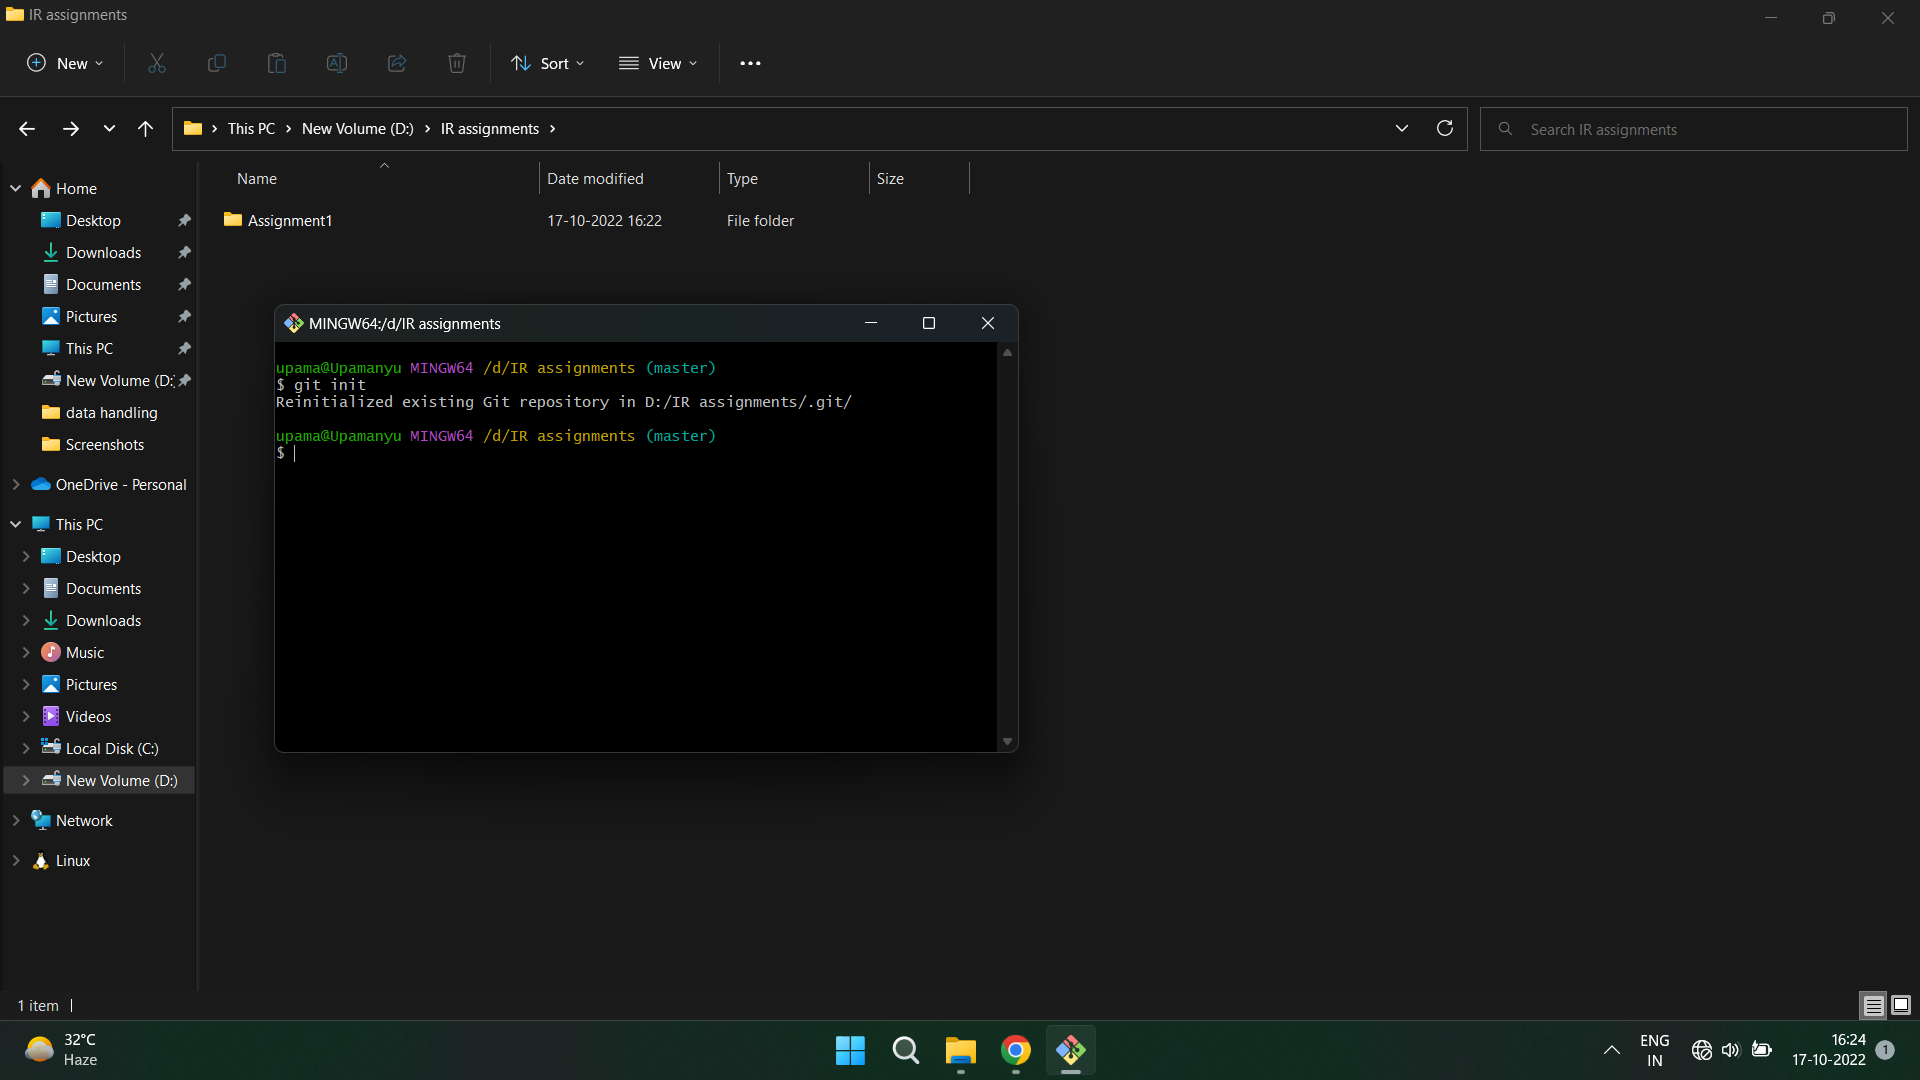 IR assignments
New
Sort
View
This PC
New Volume (D:)
IR assignments
Search IR assignments
Name
Date modified
Type
Size
Assignment1
17-10-2022 16:22
File folder
Home
Desktop
Downloads
Documents
Pictures
This PC
New Volume (D:)
data handling
Screenshots
OneDrive - Personal
This PC
Desktop
Documents
Downloads
Music
Pictures
Videos
Local Disk (C:)
New Volume (D:)
Network
Linux
MINGW64:/d/IR assignments
upama@Upamanyu MINGW64 /d/IR assignments (master)
$ git init
Reinitialized existing Git repository in D:/IR assignments/.git/
upama@Upamanyu MINGW64 /d/IR assignments (master)
$
1 item
32°C
Haze
ENG
IN
16:24
17-10-2022
1